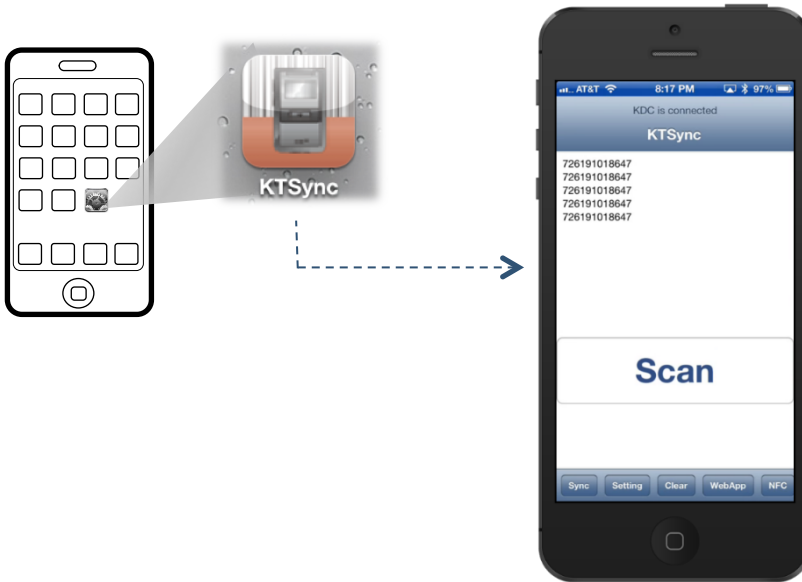 KTSync
AT&T 8:17 PM 97%
KDC is connected
KTSync
726191018647
726191018647
726191018647
726191018647
726191018647
Scan
Sync Setting Clear WebApp NFC